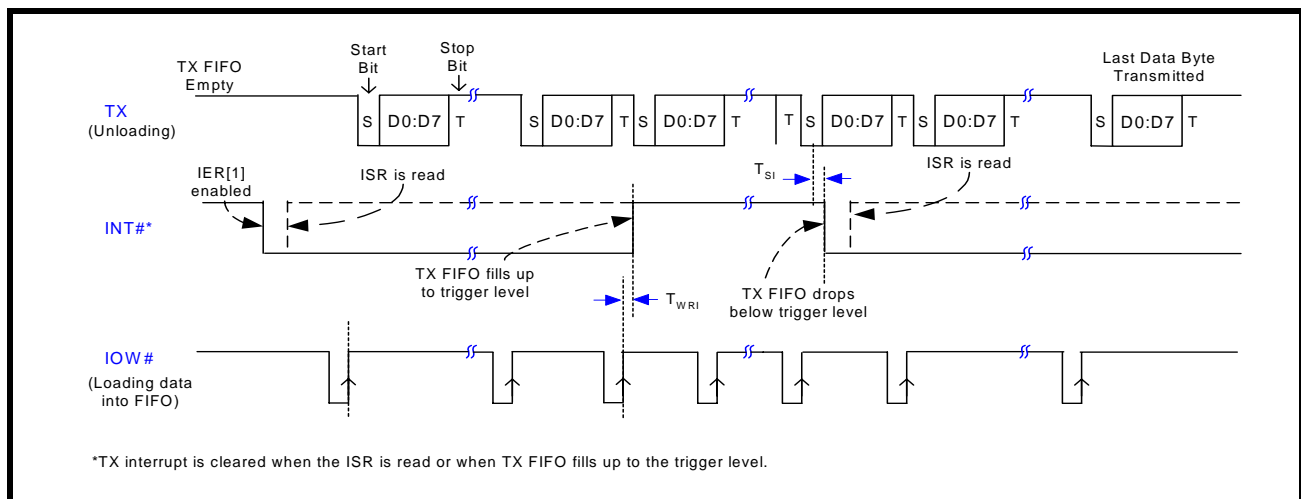 Start
Bit
Stop
Bit
TX FIFO
Empty
Last Data Byte
Transmitted
TX
(Unloading)
S D0:D7 T S D0:D7 T S D0:D7 T T S D0:D7 T S D0:D7 T S D0:D7 T
IER[1]
enabled
ISR is read
TSI
ISR is read
INT#*
TX FIFO fills up
to trigger level
TWRI
TX FIFO drops
below trigger level
IOW#
(Loading data
into FIFO)
*TX interrupt is cleared when the ISR is read or when TX FIFO fills up to the trigger level.